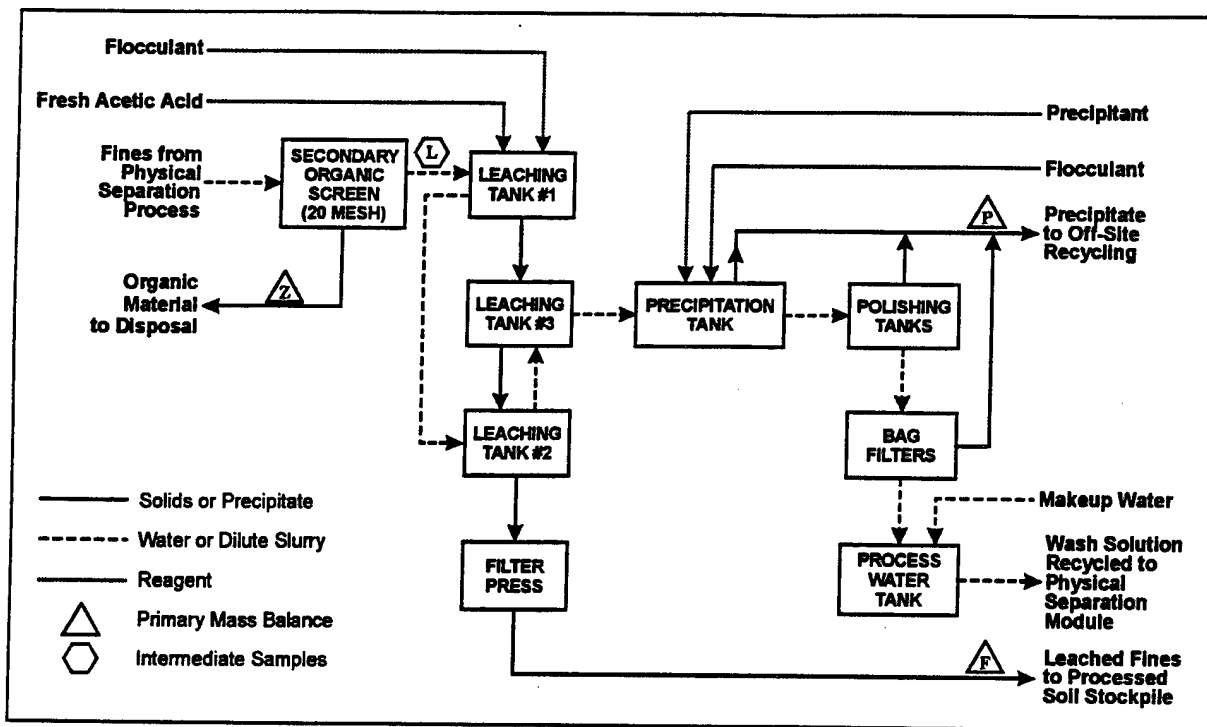 Flocculant
Fresh Acetic Acid
Fines from
Physical
Separation
Process
SECONDARY
ORGANIC
SCREEN
(20 MESH)
L
LEACHING
TANK #1
Precipitant
Flocculant
P
Precipitate
to Off-Site
Recycling
Z
Organic
Material
to Disposal
LEACHING
TANK #3
PRECIPITATION
TANK
POLISHING
TANKS
LEACHING
TANK #2
BAG
FILTERS
Solids or Precipitate
Water or Dilute Slurry
Reagent
Primary Mass Balance
Intermediate Samples
FILTER
PRESS
Makeup Water
PROCESS
WATER
TANK
Wash Solution
Recycled to
Physical
Separation
Module
F
Leached Fines
to Processed
Soil Stockpile